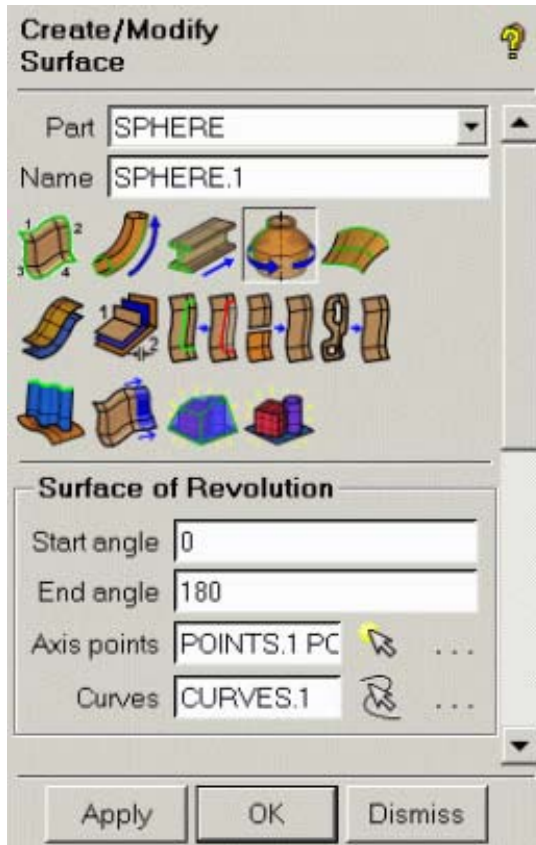 Create/Modify
Surface
Part SPHERE
Name SPHERE.1
1 2
3 4
1
2
Surface of Revolution
Start angle 0
End angle 180
Axis points POINTS.1 PC ...
Curves CURVES.1 ...
Apply OK Dismiss